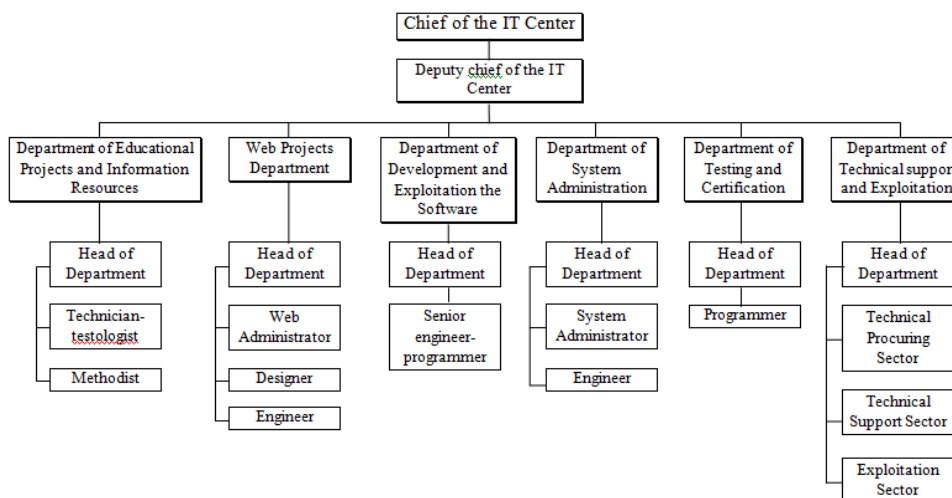 Chief of the IT Center
Deputy chief of the IT
Center
Department of Educational
Projects and Information
Resources
Web Projects
Department
Department of
Development and
Exploitation the
Software
Department of
System
Administration
Department of
Testing and
Certification
Department of
Technical support
and Exploitation
Head of
Department
Technician-
testologist
Methodist
Head of
Department
Web
Administrator
Designer
Engineer
Head of
Department
Senior
engineer-
programmer
Head of
Department
System
Administrator
Engineer
Head of
Department
Programmer
Head of
Department
Technical
Procuring
Sector
Technical
Support Sector
Exploitation
Sector